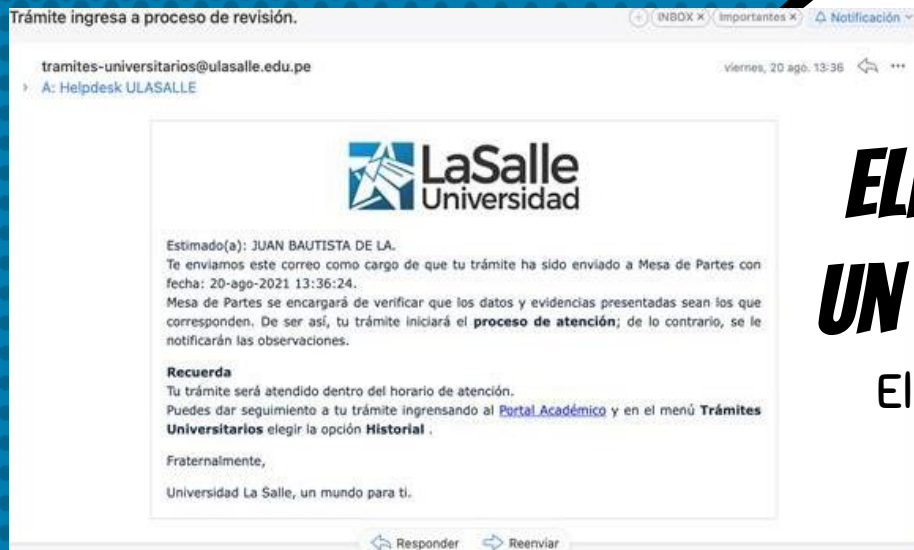 Trámite ingresa a proceso de revisión.
INBOX × Importantes × Notificación
tramites-universitarios@ulasalle.edu.pe
viernes, 20 ago. 13:36 ...
A: Helpdesk ULASALLE
LaSalle
Universidad
Estimado(a): JUAN BAUTISTA DE LA.
Te enviamos este correo como cargo de que tu trámite ha sido enviado a Mesa de Partes con
fecha: 20-ago-2021 13:36:24.
Mesa de Partes se encargará de verificar que los datos y evidencias presentadas sean los que
corresponden. De ser así, tu trámite iniciará el proceso de atención; de lo contrario, se le
notificarán las observaciones.
Recuerda
Tu trámite será atendido dentro del horario de atención.
Puedes dar seguimiento a tu trámite ingrensando al Portal Académico y en el menú Trámites
Universitarios elegir la opción Historial .
Fraternalmente,
Universidad La Salle, un mundo para ti.
Responder Reenviar
UN
El